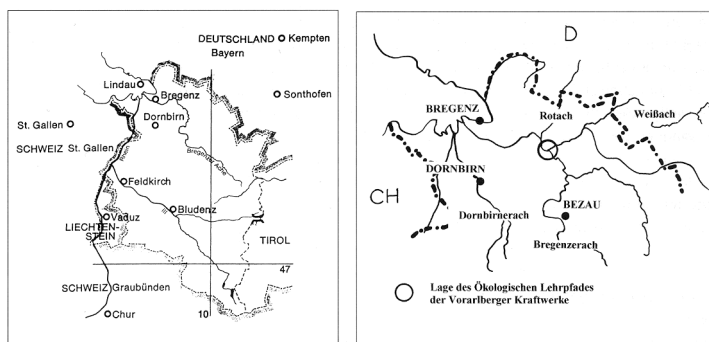 DEUTSCHLAND Kempten
Bayern
Lindau
Bregenz
Sonthofen
St. Gallen
Dornbirn
SCHWEIZ St. Gallen
Bregenzer Ach
Feldkirch
Bludenz
Vaduz
LIECHTEN-
STEIN
TIROL
47
SCHWEIZ Graubünden
Chur
10
D
BREGENZ
Rotach
Weißach
DORNBIRN
CH
BEZAU
Dornbirnerach
Bregenzerach
Lage des Ökologischen Lehrpfades
der Vorarlberger Kraftwerke